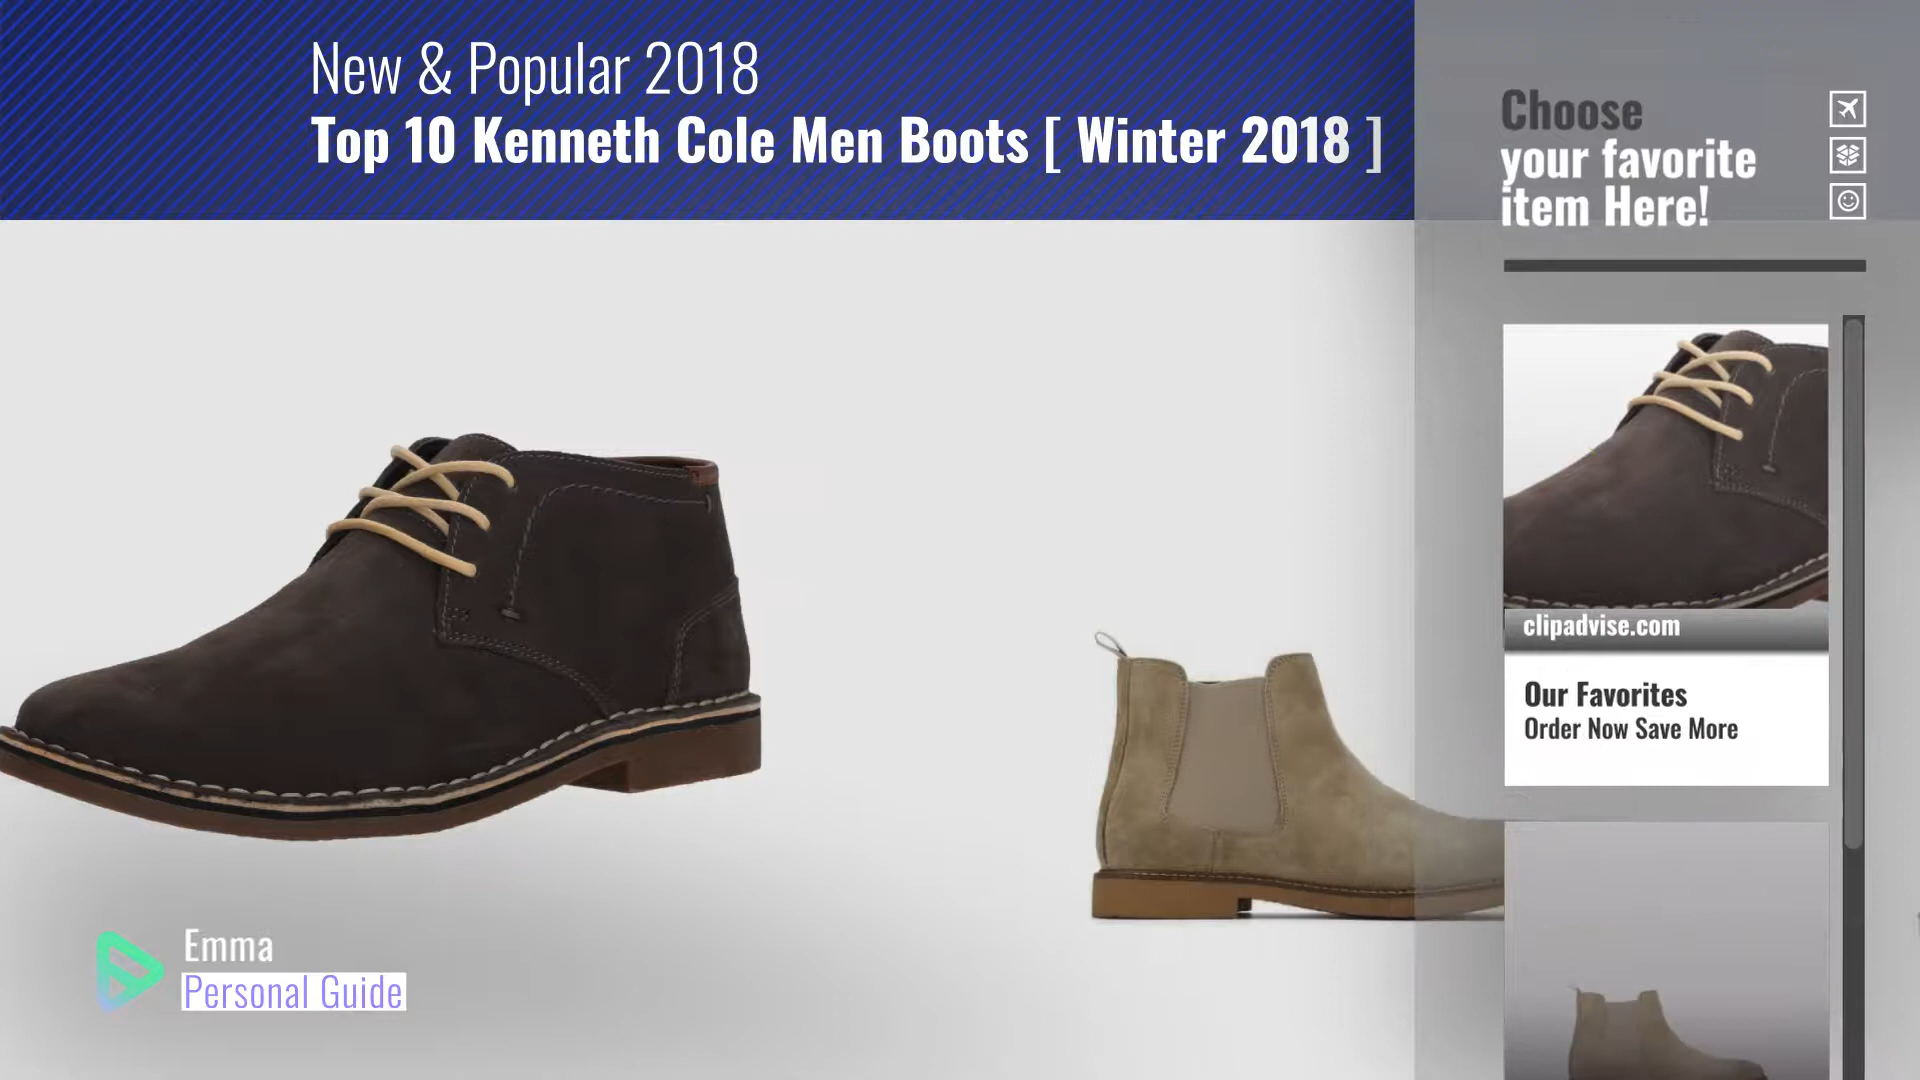 New & Popular 2018
Top 10 Kenneth Cole Men Boots [ Winter 2018 ]
Choose
your favorite
item Here!
clipadvise.com
Our Favorites
Order Now Save More
Emma
Personal Guide